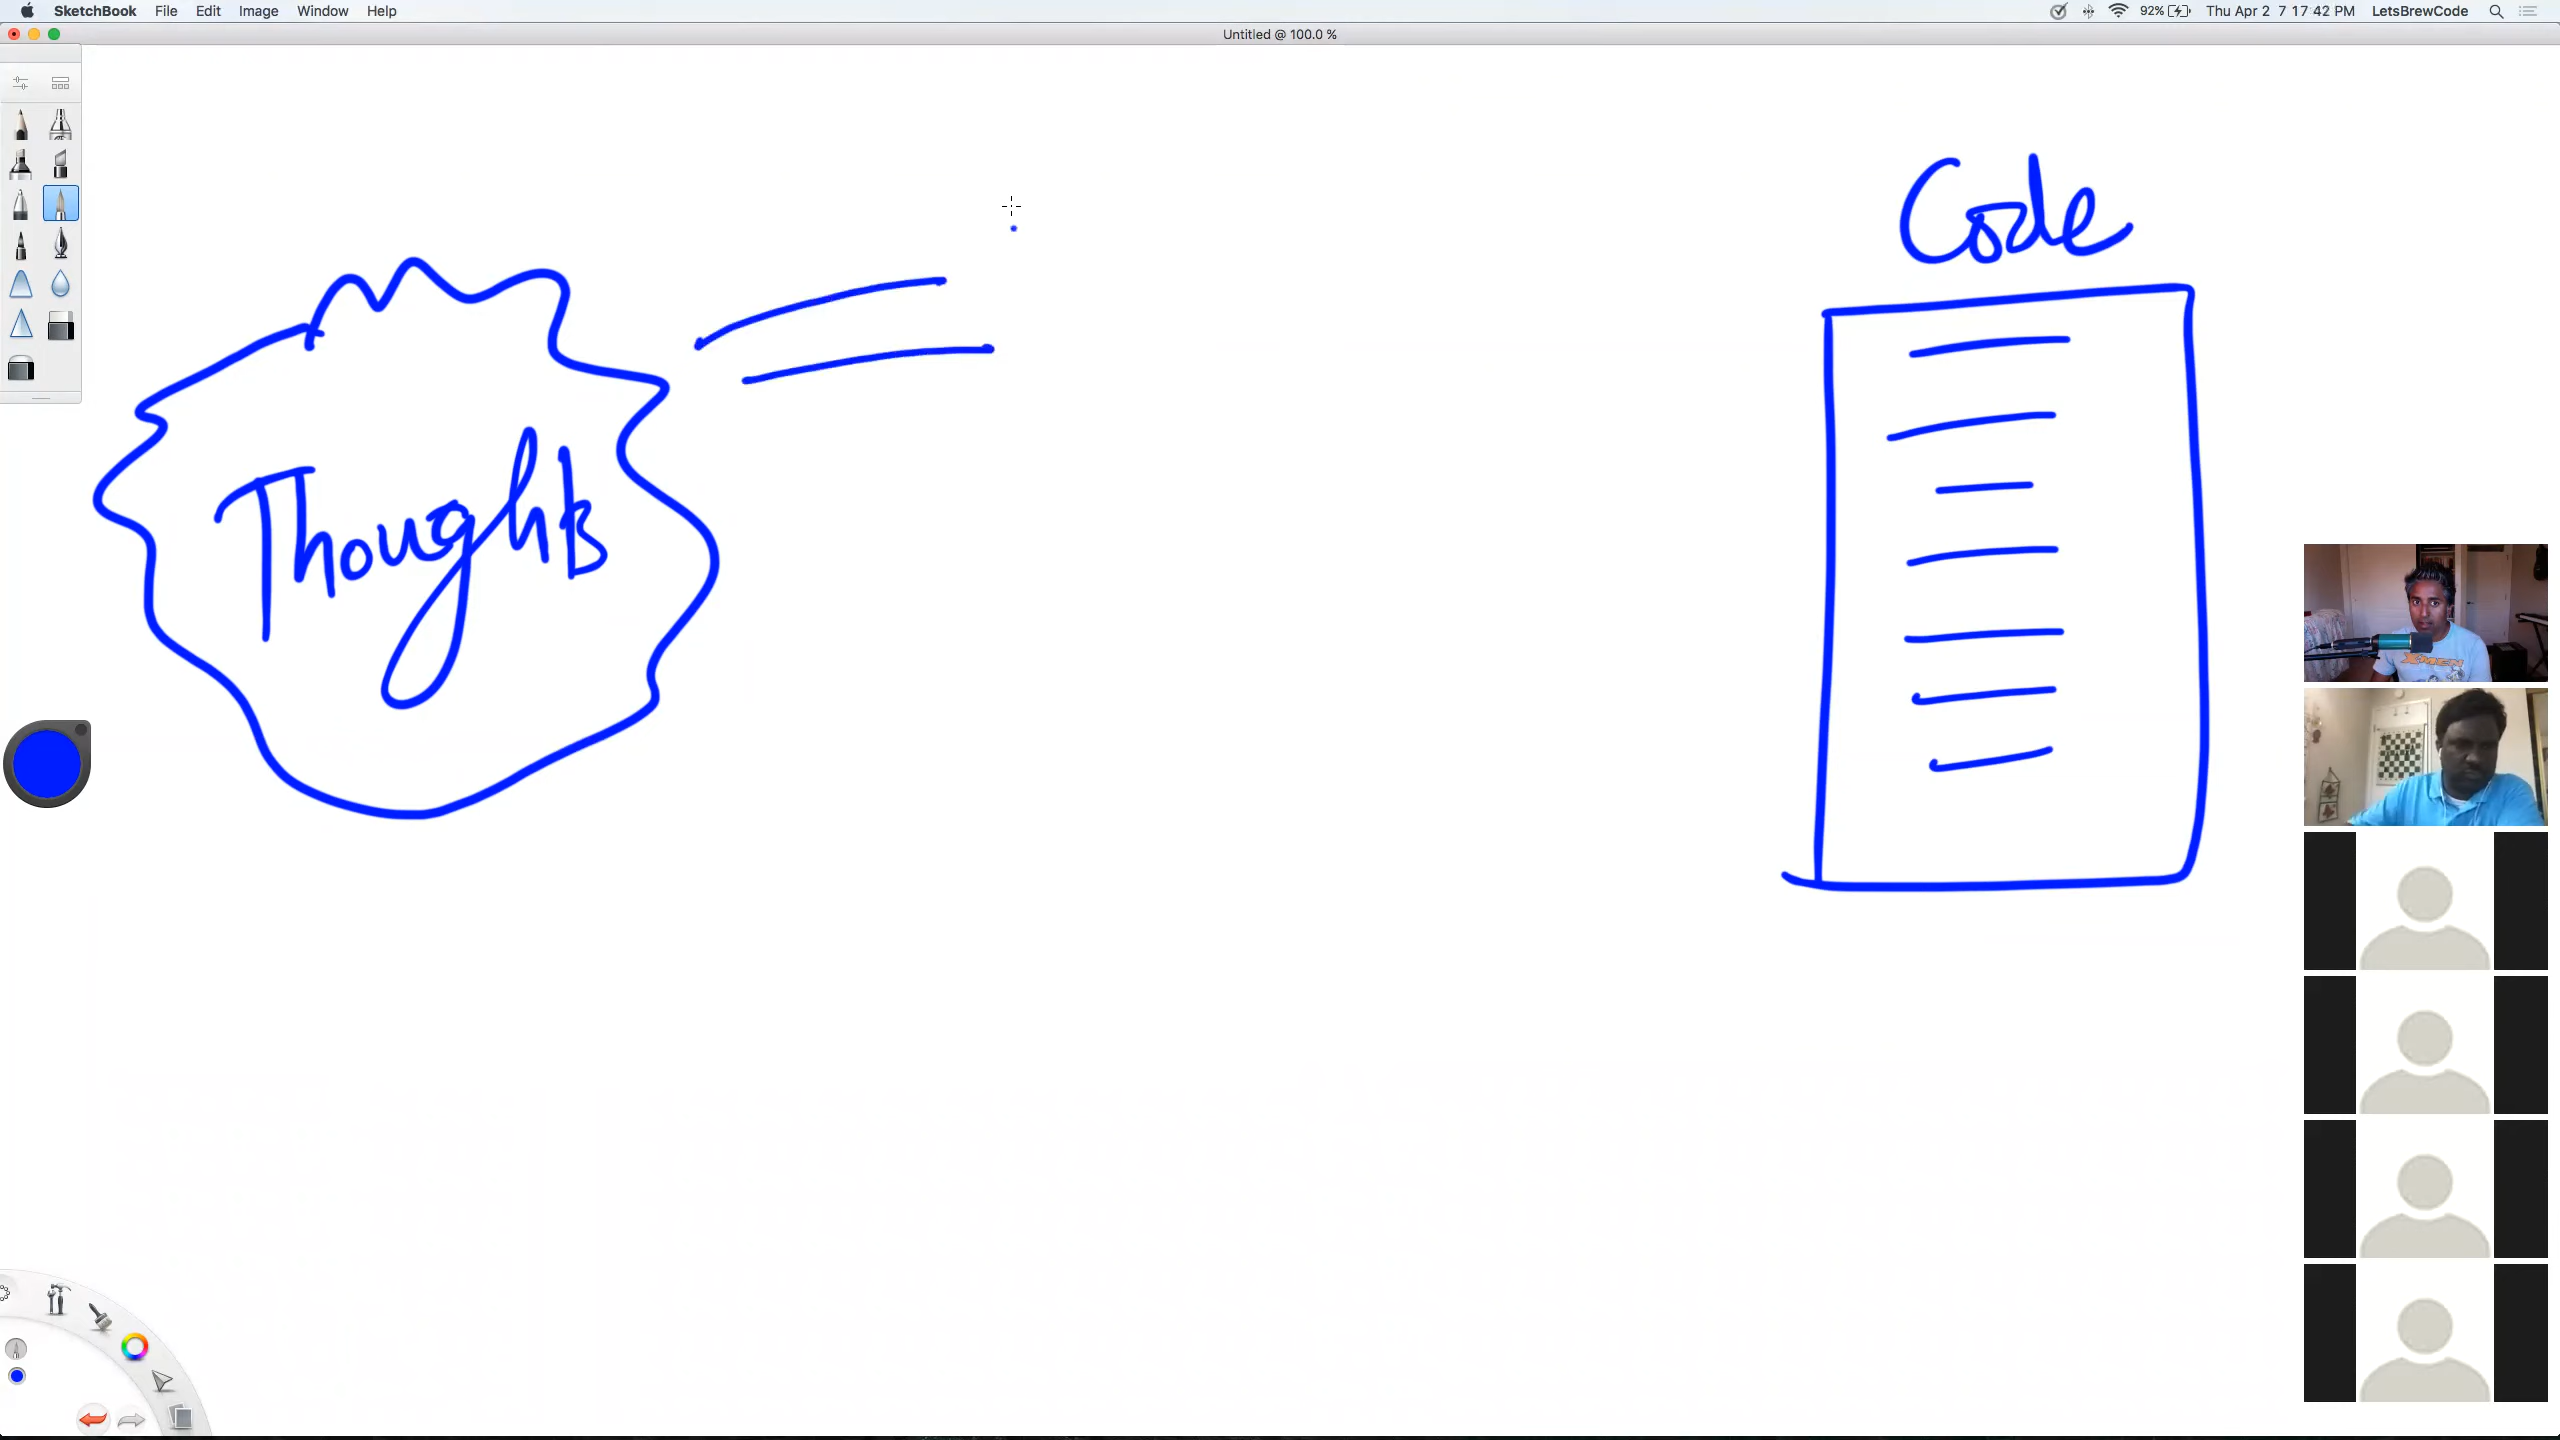 SketchBook File Edit Image Window Help
92% Thu Apr 2 7 17 42 PM LetsBrewCode
Untitled @ 100.0 %
Code
Thoughts
X-MEN